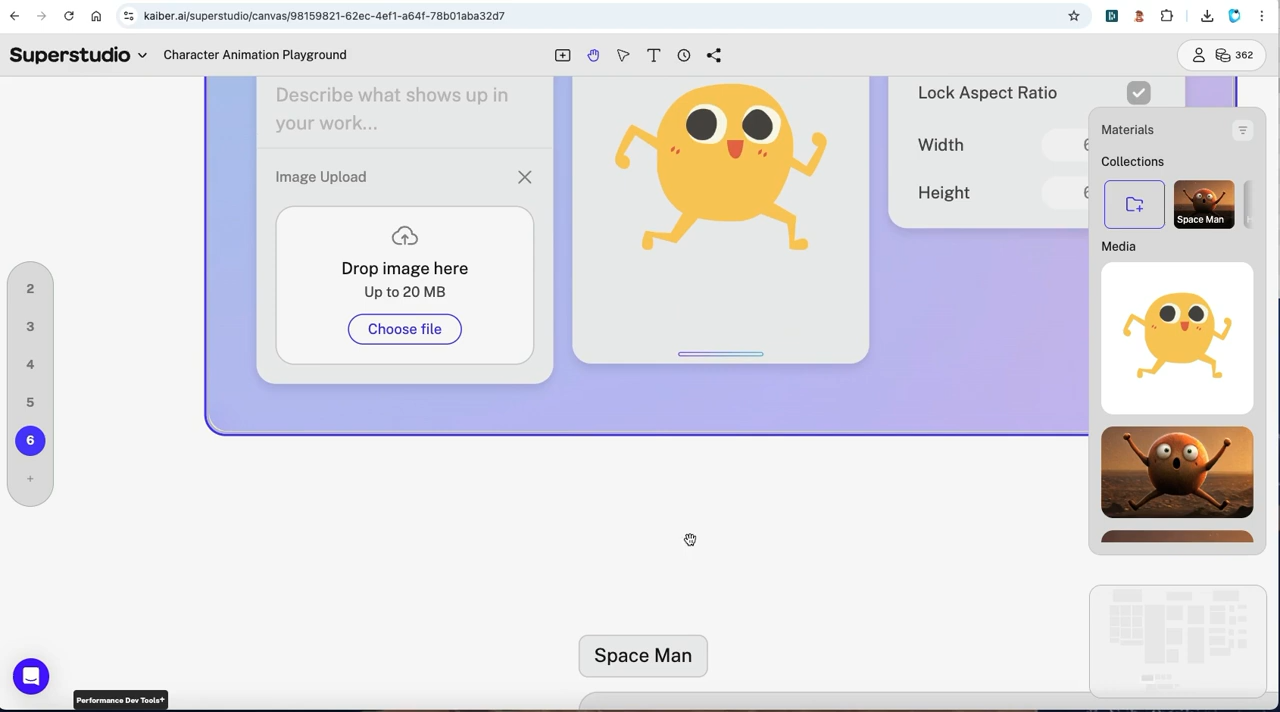 kaiber.ai/superstudio/canvas/98159821-62ec-4ef1-a64f-78b01aba32d7
Superstudio
Character Animation Playground
362
Describe what shows up in
your work...
Image Upload
Drop image here
Up to 20 MB
Choose file
Lock Aspect Ratio
Width
6
Height
6
Materials
Collections
Space Man
Media
2
3
4
5
6
+
Space Man
Performance Dev Tools+